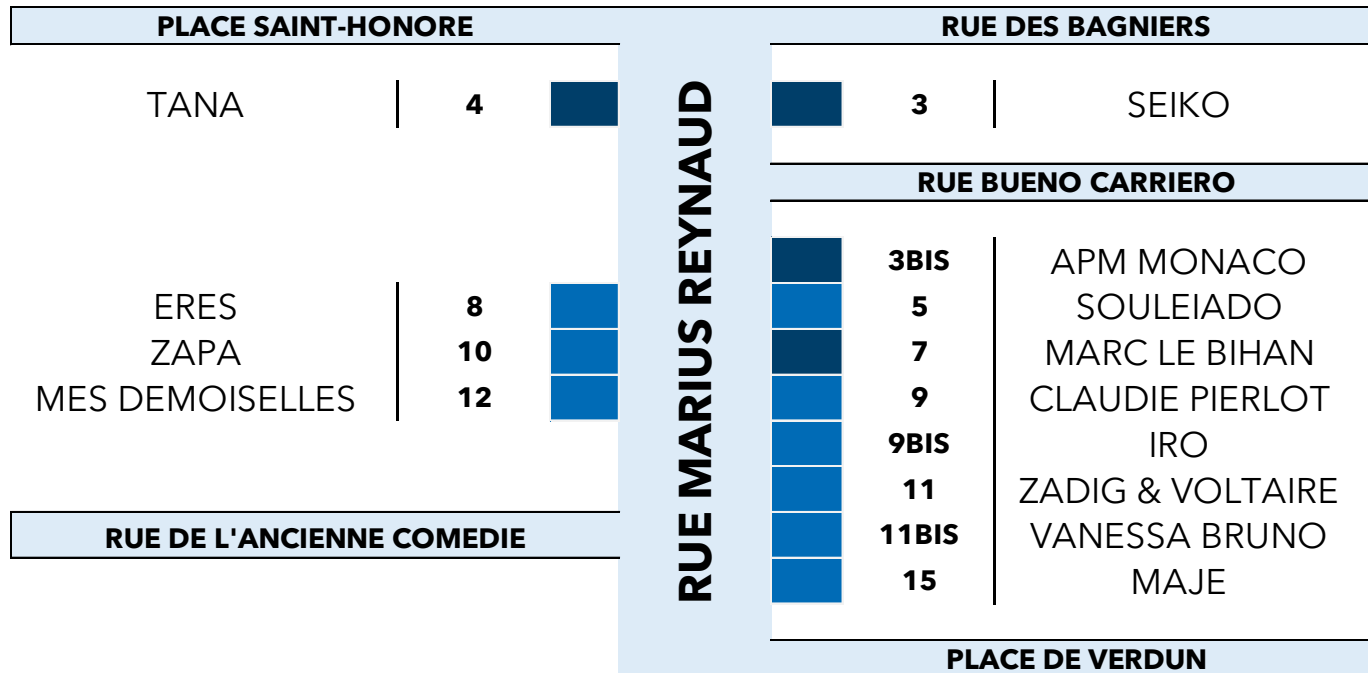 PLACE SAINT-HONORE
RUE DES BAGNIERS
TANA 4
3 SEIKO
RUE MARIUS REYNAUD
RUE BUENO CARRIERO
3BIS APM MONACO
ERES 8
5 SOULEIADO
ZAPA 10
7 MARC LE BIHAN
MES DEMOISELLES 12
9 CLAUDIE PIERLOT
9BIS IRO
11 ZADIG & VOLTAIRE
RUE DE L'ANCIENNE COMEDIE
11BIS VANESSA BRUNO
15 MAJE
PLACE DE VERDUN